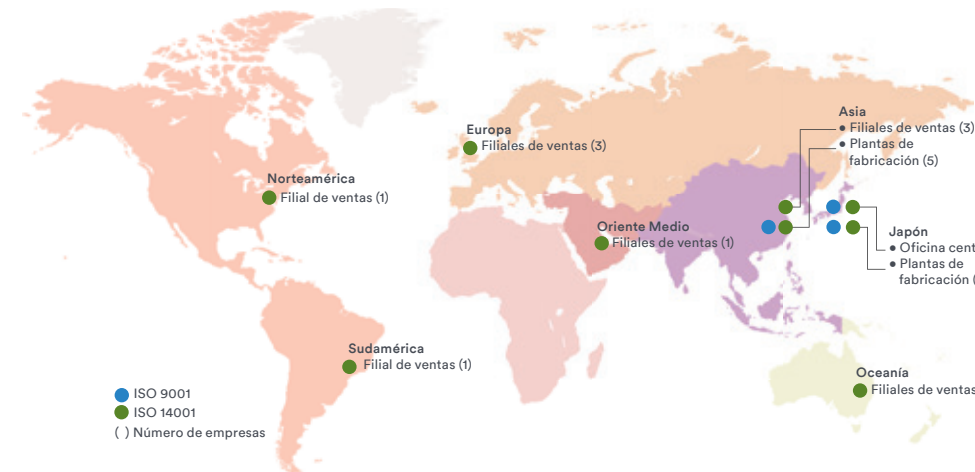 Asia
• Filiales de ventas (3)
• Plantas de
fabricación (5)
Europa
Filiales de ventas (3)
Norteamérica
Filial de ventas (1)
Oriente Medio
Filiales de ventas (1)
Japón
• Oficina cent
• Plantas de
fabricación (
Sudamérica
Filial de ventas (1)
Oceanía
Filiales de ventas
ISO 9001
ISO 14001
( ) Número de empresas